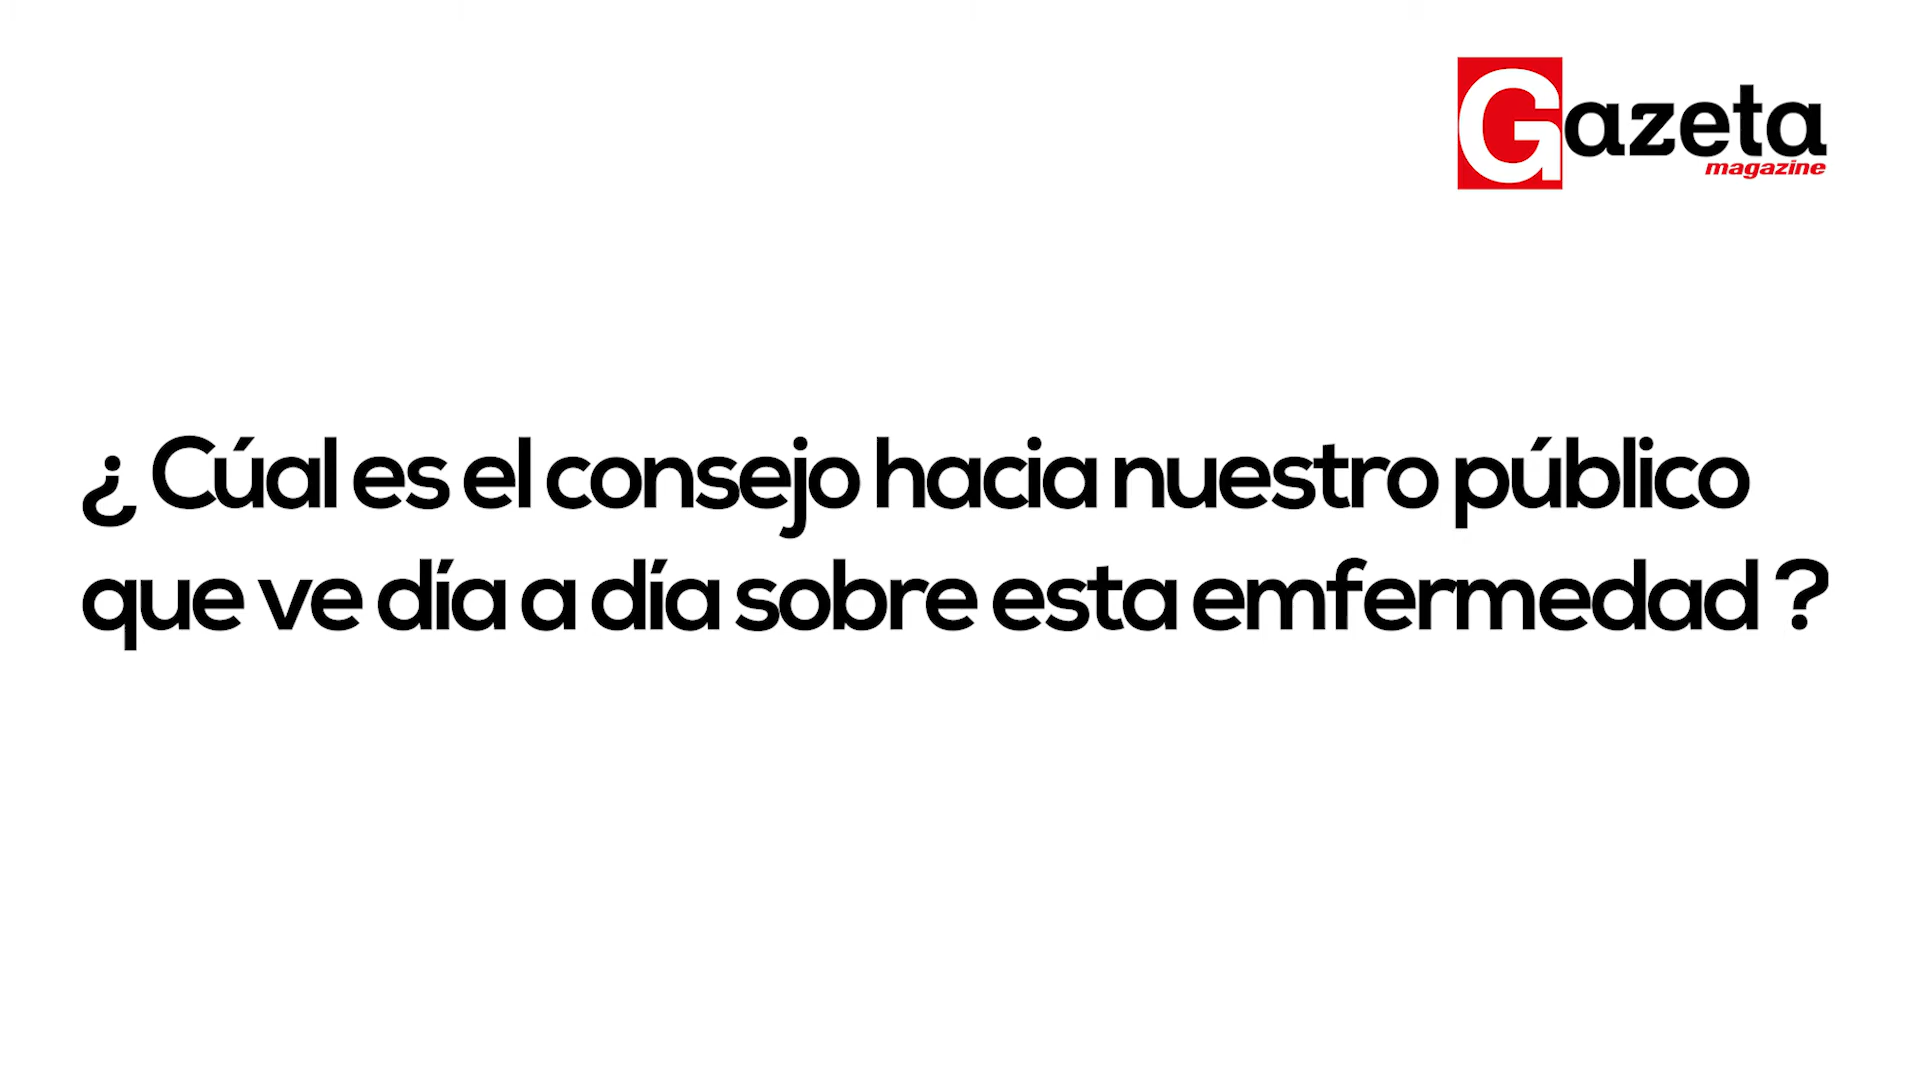 Gazeta
magazine
¿ Cúal es el consejo hacia nuestro público
que ve día a día sobre esta emfermedad ?